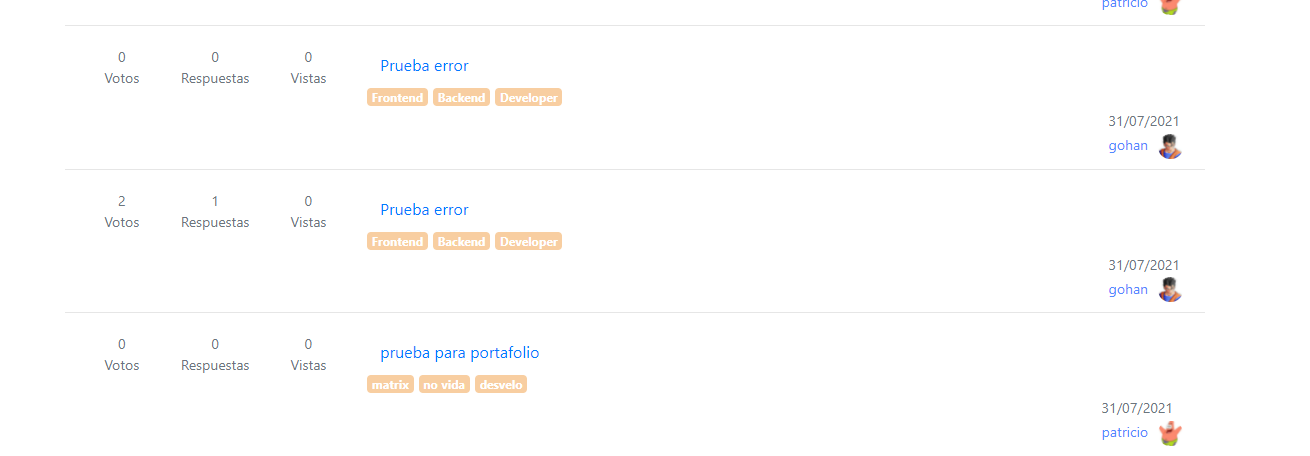 patricio
0 0 0
Votos Respuestas Vistas
Prueba error
Frontend Backend Developer
31/07/2021
gohan
2 1 0
Votos Respuestas Vistas
Prueba error
Frontend Backend Developer
31/07/2021
gohan
0 0 0
Votos Respuestas Vistas
prueba para portafolio
matrix no vida desvelo
31/07/2021
patricio